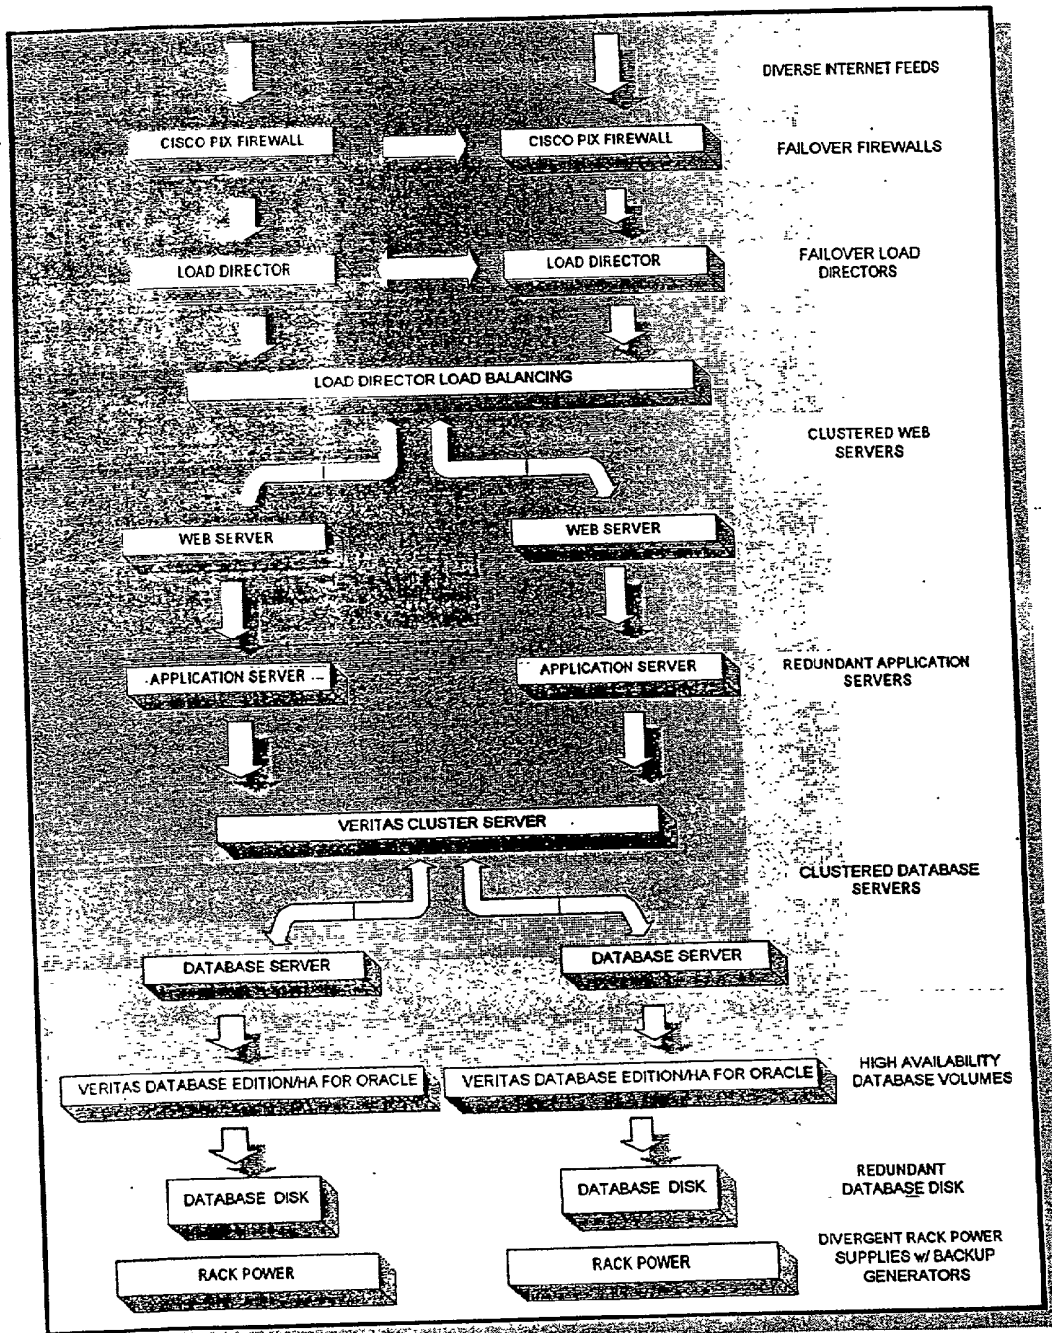 DIVERSE INTERNET FEEDS
CISCO PIX FIREWALL
CISCO PIX FIREWALL
FAILOVER FIREWALLS
LOAD DIRECTOR
LOAD DIRECTOR
FAILOVER LOAD
DIRECTORS
LOAD DIRECTOR LOAD BALANCING
CLUSTERED WEB
SERVERS
WEB SERVER
WEB SERVER
APPLICATION SERVER
APPLICATION SERVER
REDUNDANT APPLICATION
SERVERS
VERITAS CLUSTER SERVER
CLUSTERED DATABASE
SERVERS
DATABASE SERVER
DATABASE SERVER
VERITAS DATABASE EDITION/HA FOR ORACLE
VERITAS DATABASE EDITION/HA FOR ORACLE
HIGH AVAILABILITY
DATABASE VOLUMES
DATABASE DISK
DATABASE DISK
REDUNDANT
DATABASE DISK
RACK POWER
RACK POWER
DIVERGENT RACK POWER
SUPPLIES w/ BACKUP
GENERATORS